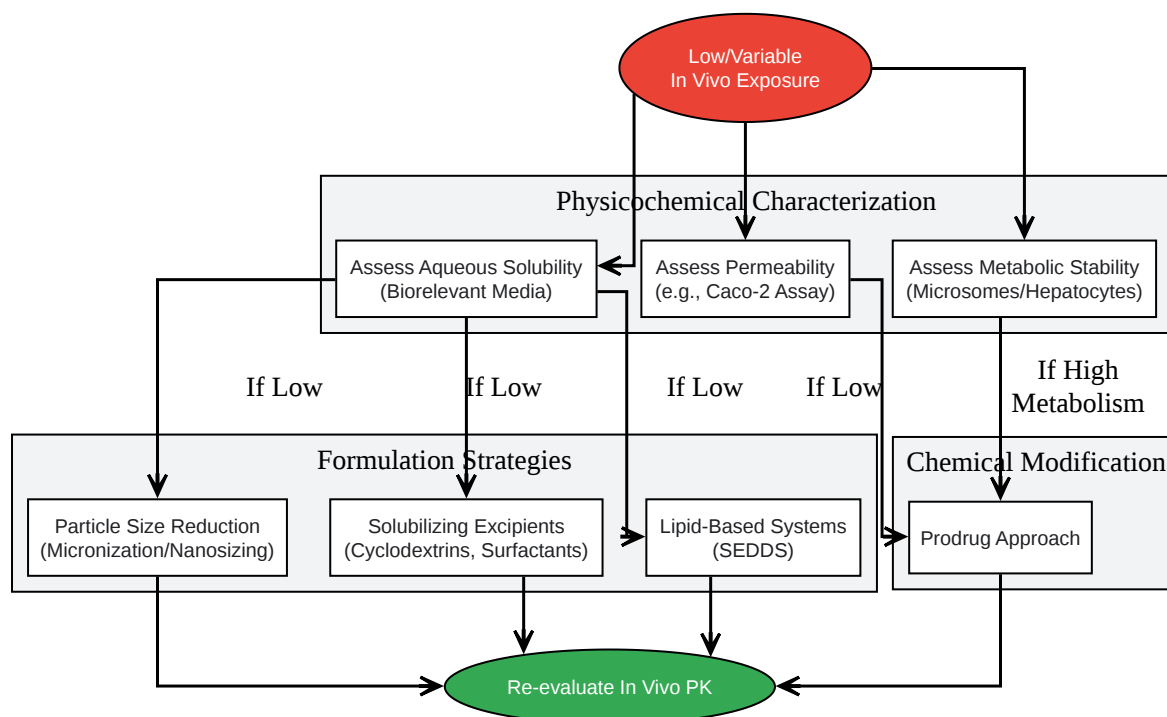 Low/Variable
In Vivo Exposure
Physicochemical Characterization
Assess Aqueous Solubility
(Biorelevant Media)
Assess Permeability
(e.g., Caco-2 Assay)
Assess Metabolic Stability
(Microsomes/Hepatocytes)
If Low
If Low
If Low
If Low
If High
Metabolism
Formulation Strategies
Chemical Modification
Particle Size Reduction
(Micronization/Nanosizing)
Solubilizing Excipients
(Cyclodextrins, Surfactants)
Lipid-Based Systems
(SEDDS)
Prodrug Approach
Re-evaluate In Vivo PK